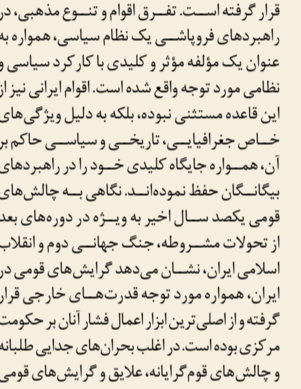 قرار گرفته است. تفرق اقوام و تنوع مذهبی، در
راهبردهای فروپاشی یک نظام سیاسی، همواره به
عنوان یک مؤلفه مؤثر و کلیدی با کارکرد سیاسی و
نظامی مورد توجه واقع شده است. اقوام ایرانی نیز از
این قاعده مستثنی نبوده، بلکه به دلیل ویژگی‌های
خاص جغرافیایی، تاریخی و سیاسی حاکم بر
آن، همواره جایگاه کلیدی خود را در راهبردهای
بیگانگان حفظ نموده‌اند. نگاهی به چالش‌های
قومی یکصد سال اخیر به ویژه در دوره‌های بعد
از تحولات مشروطه، جنگ جهانی دوم و انقلاب
اسلامی ایران، نشان می‌دهد گرایش‌های قومی در
ایران، همواره مورد توجه قدرت‌های خارجی قرار
گرفته و از اصلی‌ترین ابزار اعمال فشار آنان بر حکومت
مرکزی بوده است. در اغلب بحران‌های جدایی طلبانه
و چالش‌های قوم‌گرایانه، علایق و گرایش‌های قومی